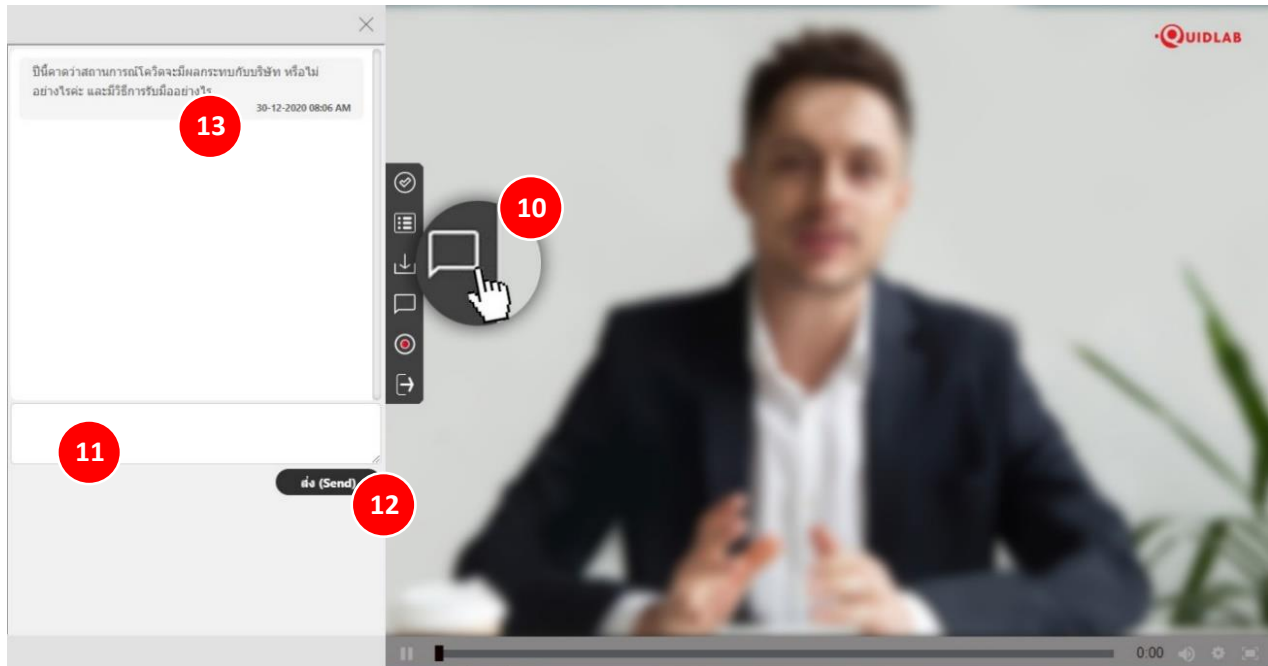 QUIDLAB
ปีนี้คาดว่าสถานการณ์โควิดจะมีผลกระทบกับบริษัท หรือไม่
อย่างไรค่ะ และมีวิธีการรับมืออย่างไร
30-12-2020 08:06 AM
13
10
11
ส่ง (Send)
12
0:00